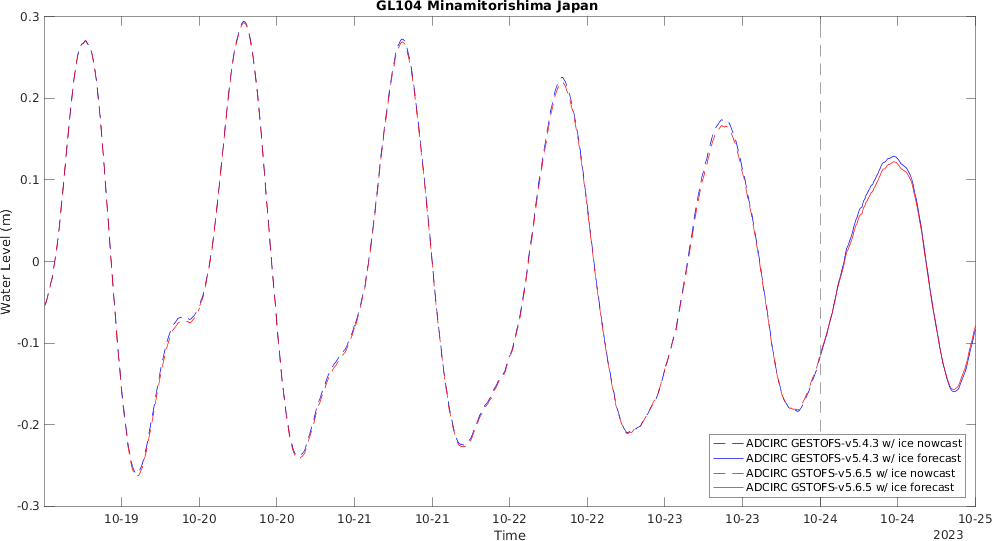 GL104 Minamitorishima Japan
Water Level (m)
0.3
0.2
0.1
0
-0.1
-0.2
-0.3
ADCIRC GESTOFS-v5.4.3 w/ ice nowcast
ADCIRC GESTOFS-v5.4.3 w/ ice forecast
ADCIRC GSTOFS-v5.6.5 w/ ice nowcast
ADCIRC GSTOFS-v5.6.5 w/ ice forecast
10-19 10-20 10-20 10-21 10-21 10-22 10-22 10-23 10-23 10-24 10-24 10-25
Time
2023